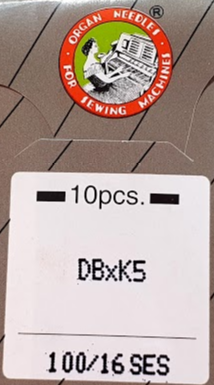 ORGAN NEEDLES ®
FOR SEWING MACHINES
10pcs.
DBxK5
100/16 SES